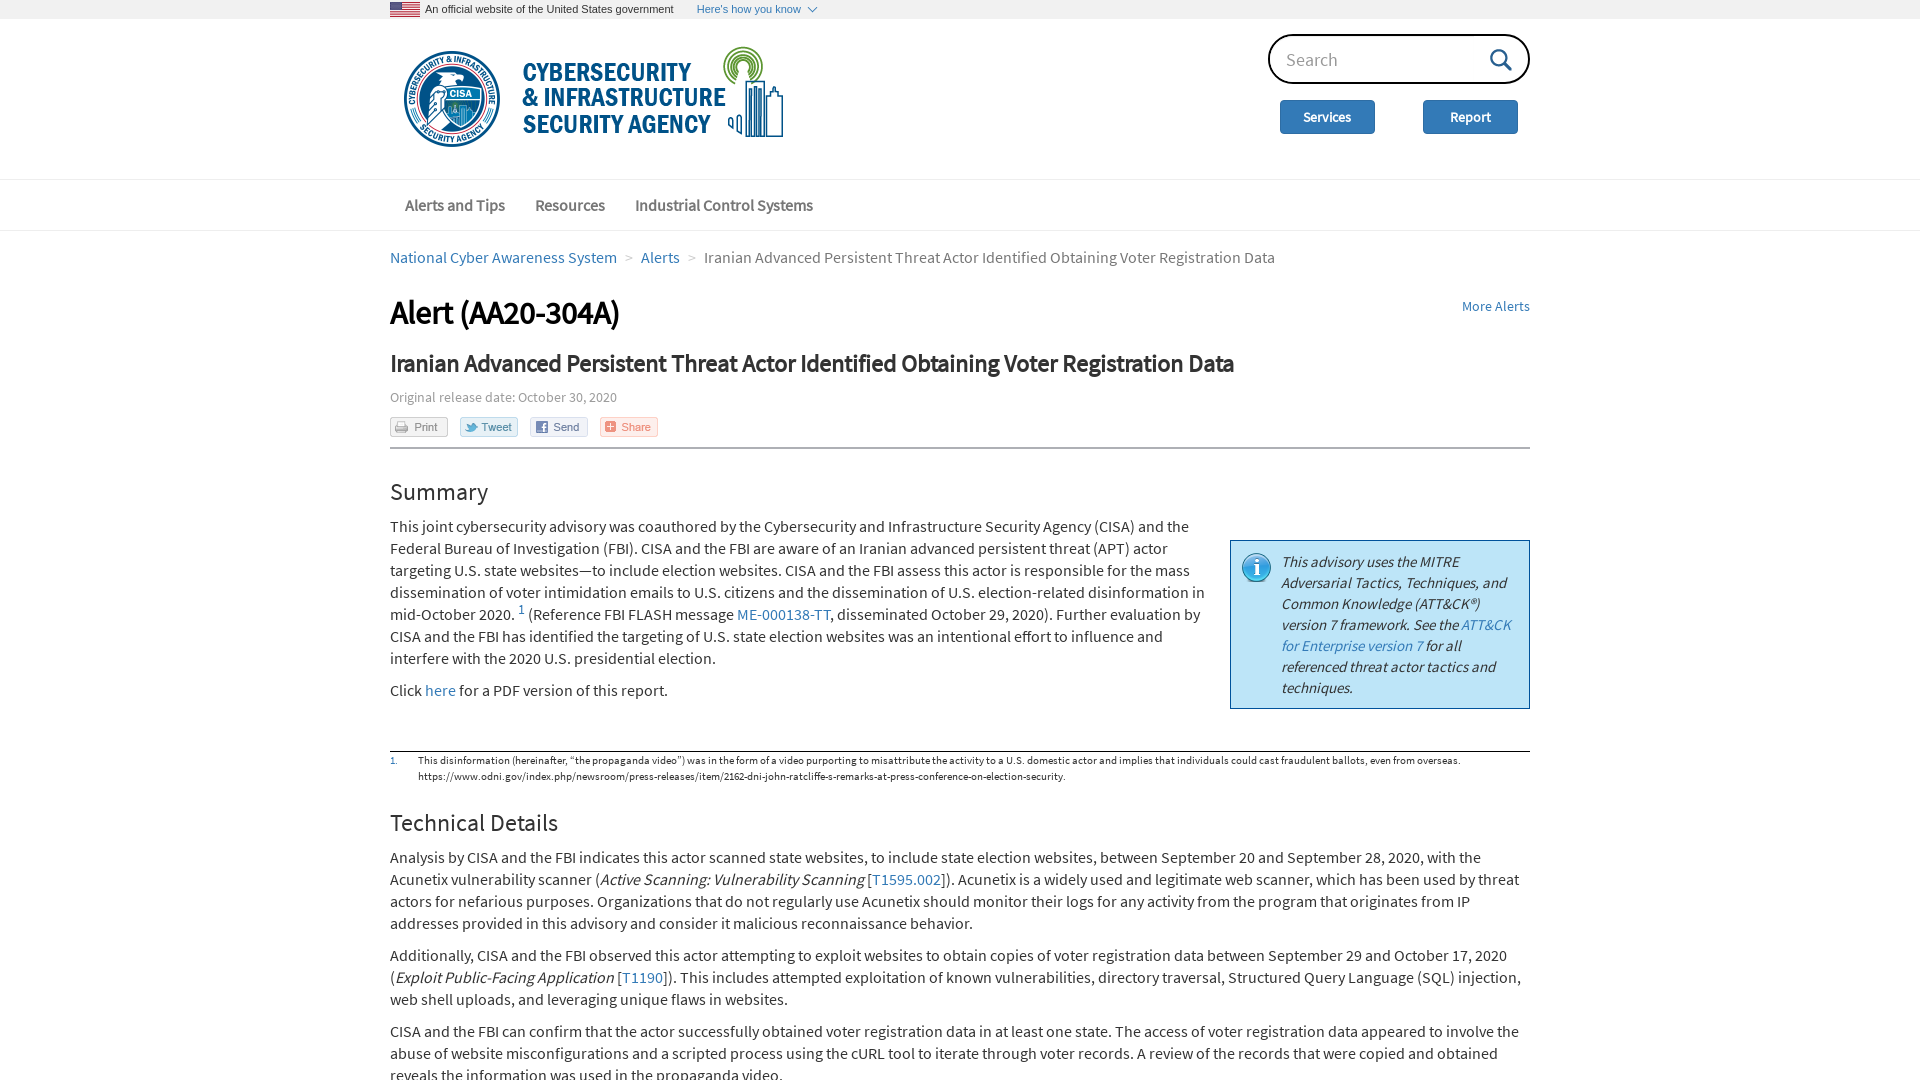 An official website of the United States government Here's how you know
CYBERSECURITY & INFRASTRUCTURE
SECURITY AGENCY
CISA
CYBERSECURITY
& INFRASTRUCTURE
SECURITY AGENCY
Search
Services
Report
Alerts and Tips Resources Industrial Control Systems
National Cyber Awareness System > Alerts > Iranian Advanced Persistent Threat Actor Identified Obtaining Voter Registration Data
Alert (AA20-304A)
More Alerts
Iranian Advanced Persistent Threat Actor Identified Obtaining Voter Registration Data
Original release date: October 30, 2020
Print Tweet Send Share
Summary
This joint cybersecurity advisory was coauthored by the Cybersecurity and Infrastructure Security Agency (CISA) and the
Federal Bureau of Investigation (FBI). CISA and the FBI are aware of an Iranian advanced persistent threat (APT) actor
targeting U.S. state websites—to include election websites. CISA and the FBI assess this actor is responsible for the mass
dissemination of voter intimidation emails to U.S. citizens and the dissemination of U.S. election-related disinformation in
mid-October 2020. 1 (Reference FBI FLASH message ME-000138-TT, disseminated October 29, 2020). Further evaluation by
CISA and the FBI has identified the targeting of U.S. state election websites was an intentional effort to influence and
interfere with the 2020 U.S. presidential election.
Click here for a PDF version of this report.
This advisory uses the MITRE
Adversarial Tactics, Techniques, and
Common Knowledge (ATT&CK®)
version 7 framework. See the ATT&CK
for Enterprise version 7 for all
referenced threat actor tactics and
techniques.
1. This disinformation (hereinafter, “the propaganda video”) was in the form of a video purporting to misattribute the activity to a U.S. domestic actor and implies that individuals could cast fraudulent ballots, even from overseas.
https://www.odni.gov/index.php/newsroom/press-releases/item/2162-dni-john-ratcliffe-s-remarks-at-press-conference-on-election-security.
Technical Details
Analysis by CISA and the FBI indicates this actor scanned state websites, to include state election websites, between September 20 and September 28, 2020, with the
Acunetix vulnerability scanner (Active Scanning: Vulnerability Scanning [T1595.002]). Acunetix is a widely used and legitimate web scanner, which has been used by threat
actors for nefarious purposes. Organizations that do not regularly use Acunetix should monitor their logs for any activity from the program that originates from IP
addresses provided in this advisory and consider it malicious reconnaissance behavior.
Additionally, CISA and the FBI observed this actor attempting to exploit websites to obtain copies of voter registration data between September 29 and October 17, 2020
(Exploit Public-Facing Application [T1190]). This includes attempted exploitation of known vulnerabilities, directory traversal, Structured Query Language (SQL) injection,
web shell uploads, and leveraging unique flaws in websites.
CISA and the FBI can confirm that the actor successfully obtained voter registration data in at least one state. The access of voter registration data appeared to involve the
abuse of website misconfigurations and a scripted process using the cURL tool to iterate through voter records. A review of the records that were copied and obtained
reveals the information was used in the propaganda video.